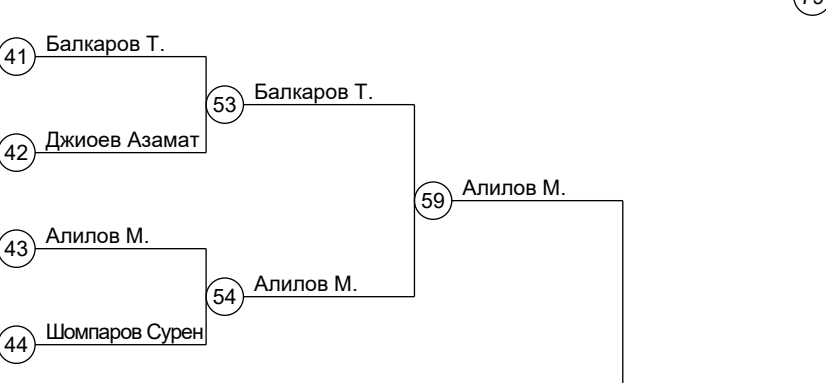 41 Балкаров Т.
53 Балкаров Т.
42 Джиоев Азамат
59 Алилов М.
43 Алилов М.
54 Алилов М.
44 Шомпаров Сурен